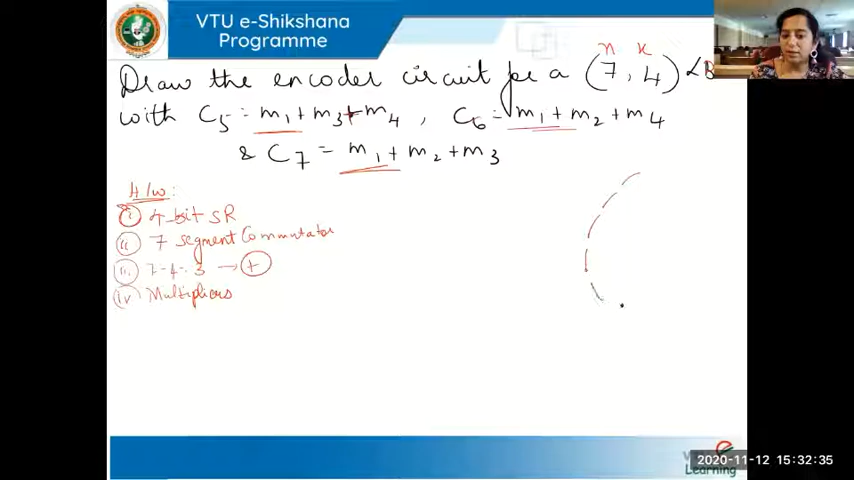 VTU e-Shikshana
Programme
n k
Draw the encoder circuit for a (7, 4) LB
with C5 = m1 + m3 + m4 , C6 = m1 + m2 + m4
& C7 = m1 + m2 + m3
H/w:
(i) 4-bit SR
(ii) 7 segment Commutator
(iii) 7-4=3 → (+)
(iv) Multipliers
2020-11-12 15:32:35
Learning